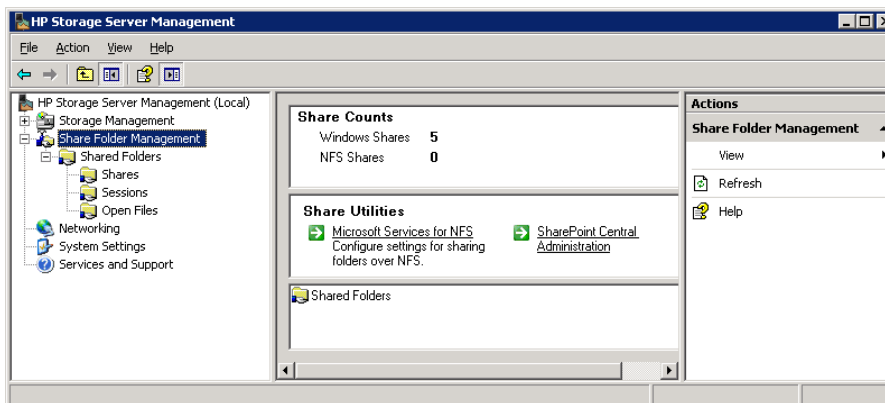 HP Storage Server Management
File Action View Help
HP Storage Server Management (Local)
Storage Management
Share Folder Management
Shared Folders
Shares
Sessions
Open Files
Networking
System Settings
Services and Support
Share Counts
Windows Shares 5
NFS Shares 0
Share Utilities
Microsoft Services for NFS
Configure settings for sharing
folders over NFS.
SharePoint Central
Administration
Shared Folders
Actions
Share Folder Management
View
Refresh
Help